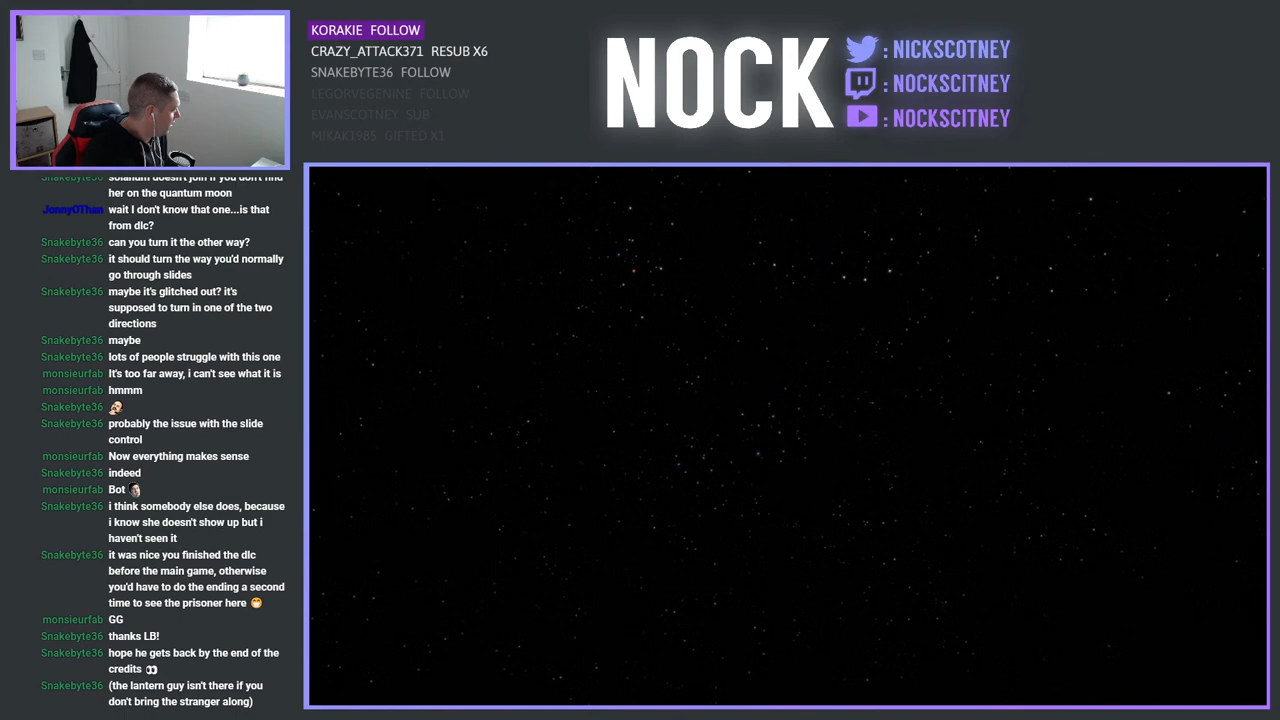 KORAKIE FOLLOW
CRAZY_ATTACK371 RESUB X6
SNAKEBYTE36 FOLLOW
LEGORVEGENINE FOLLOW
EVANSCOTNEY SUB
MIKAK1985 GIFTED X1
NOCK
: NICKSCOTNEY
: NOCKSCITNEY
: NOCKSCITNEY
Snakebyte36 solanum doesn't join if you don't find
her on the quantum moon
JonnyOThan wait I don't know that one...is that
from dlc?
Snakebyte36 can you turn it the other way?
Snakebyte36 it should turn the way you'd normally
go through slides
Snakebyte36 maybe it's glitched out? it's
supposed to turn in one of the two
directions
Snakebyte36 maybe
Snakebyte36 lots of people struggle with this one
monsieurfab It's too far away, i can't see what it is
monsieurfab hmmm
Snakebyte36
Snakebyte36 probably the issue with the slide
control
monsieurfab Now everything makes sense
Snakebyte36 indeed
monsieurfab Bot
Snakebyte36 i think somebody else does, because
i know she doesn't show up but i
haven't seen it
Snakebyte36 it was nice you finished the dlc
before the main game, otherwise
you'd have to do the ending a second
time to see the prisoner here 😁
monsieurfab GG
Snakebyte36 thanks LB!
Snakebyte36 hope he gets back by the end of the
credits 👀
Snakebyte36 (the lantern guy isn't there if you
don't bring the stranger along)